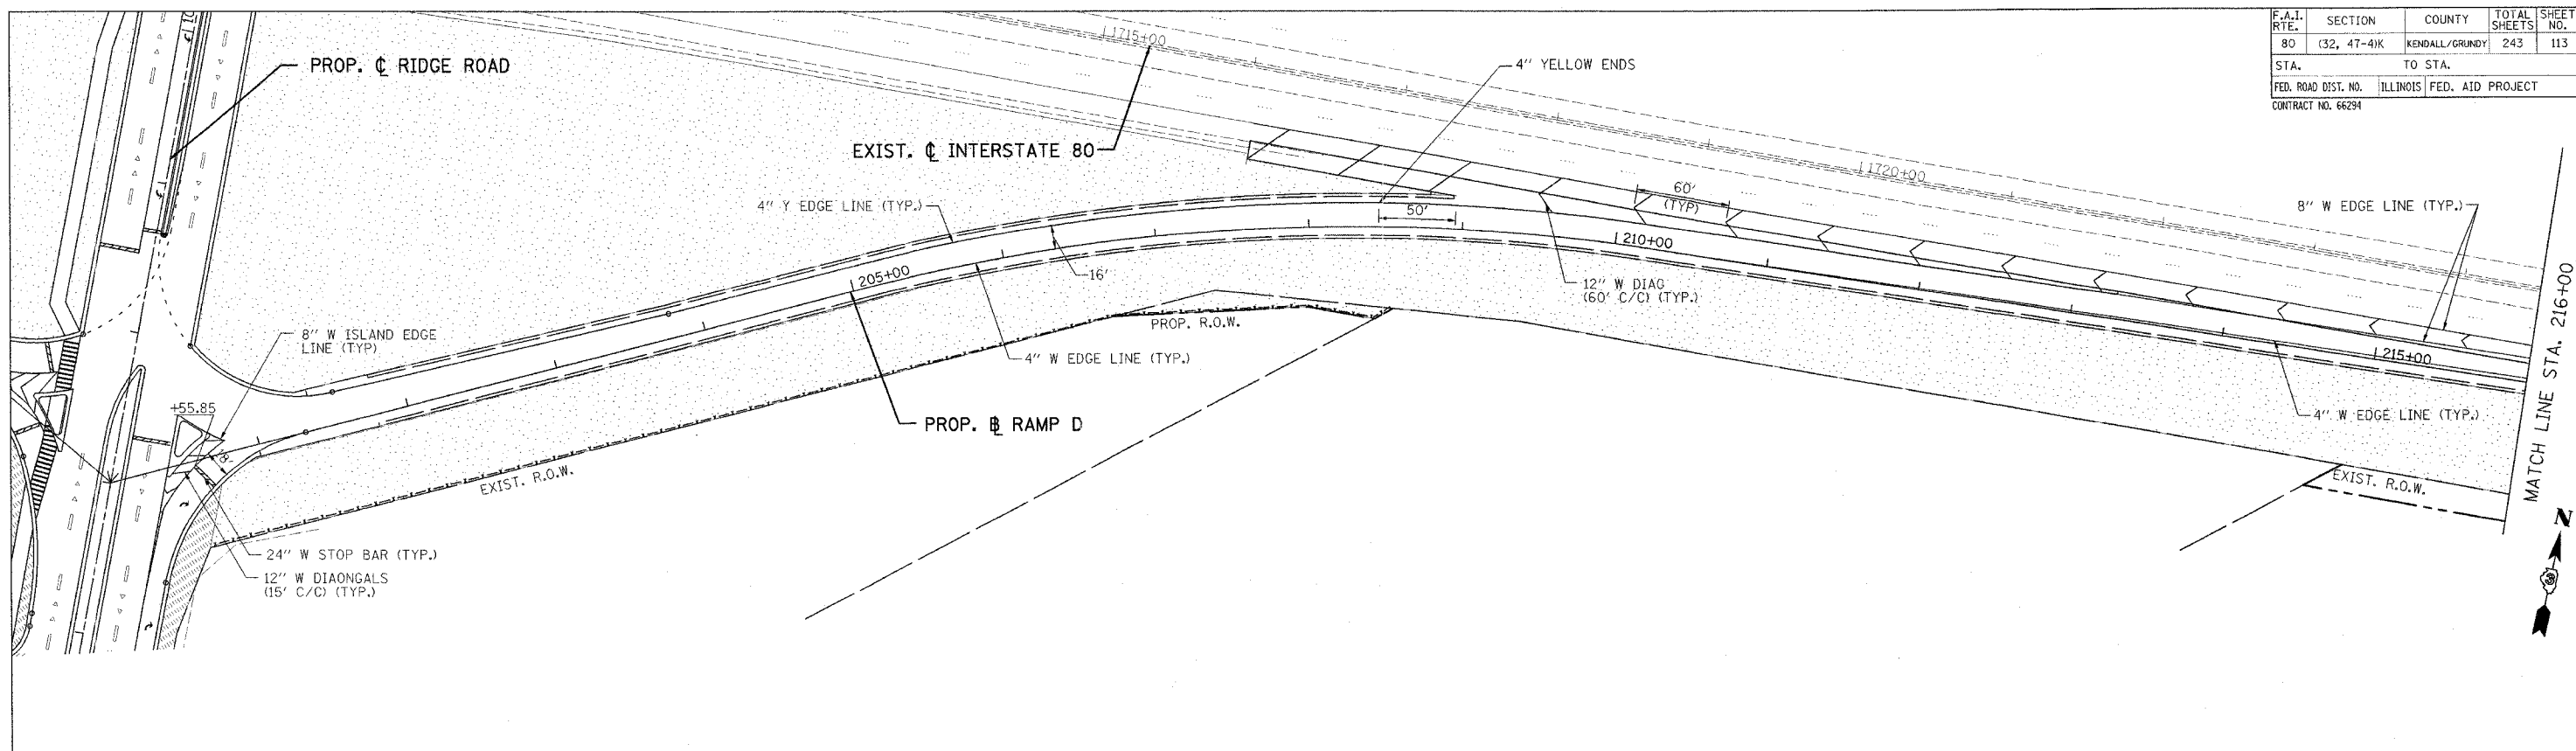 F.A.I. RTE. SECTION COUNTY TOTAL SHEETS SHEET NO.
80 (32, 47-4)K KENDALL/GRUNDY 243 113
STA. TO STA.
FED. ROAD DIST. NO. ILLINOIS FED. AID PROJECT
CONTRACT NO. 66294
PROP. ℄ RIDGE ROAD
1715+00
EXIST. ℄ INTERSTATE 80
4" YELLOW ENDS
1720+00
60'
(TYP)
8" W EDGE LINE (TYP.)
4" Y EDGE LINE (TYP.)
50'
210+00
16'
205+00
12" W DIAG
(60' C/C) (TYP.)
8" W ISLAND EDGE
LINE (TYP)
PROP. R.O.W.
4" W EDGE LINE (TYP.)
215+00
MATCH LINE STA. 216+00
+55.85
PROP. B RAMP D
4" W EDGE LINE (TYP.)
18'
EXIST. R.O.W.
EXIST. R.O.W.
24" W STOP BAR (TYP.)
12" W DIAONGALS
(15' C/C) (TYP.)
N